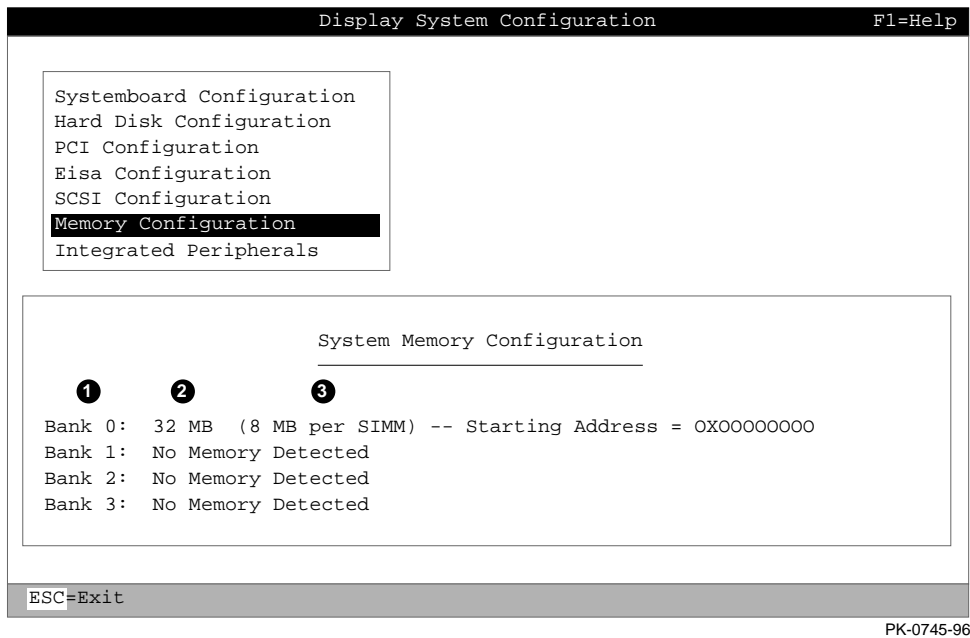 Display System Configuration F1=Help
Systemboard Configuration
Hard Disk Configuration
PCI Configuration
Eisa Configuration
SCSI Configuration
Memory Configuration
Integrated Peripherals
System Memory Configuration
1 2 3
Bank 0: 32 MB (8 MB per SIMM) -- Starting Address = OXOOOOOOOO
Bank 1: No Memory Detected
Bank 2: No Memory Detected
Bank 3: No Memory Detected
ESC=Exit
PK-0745-96